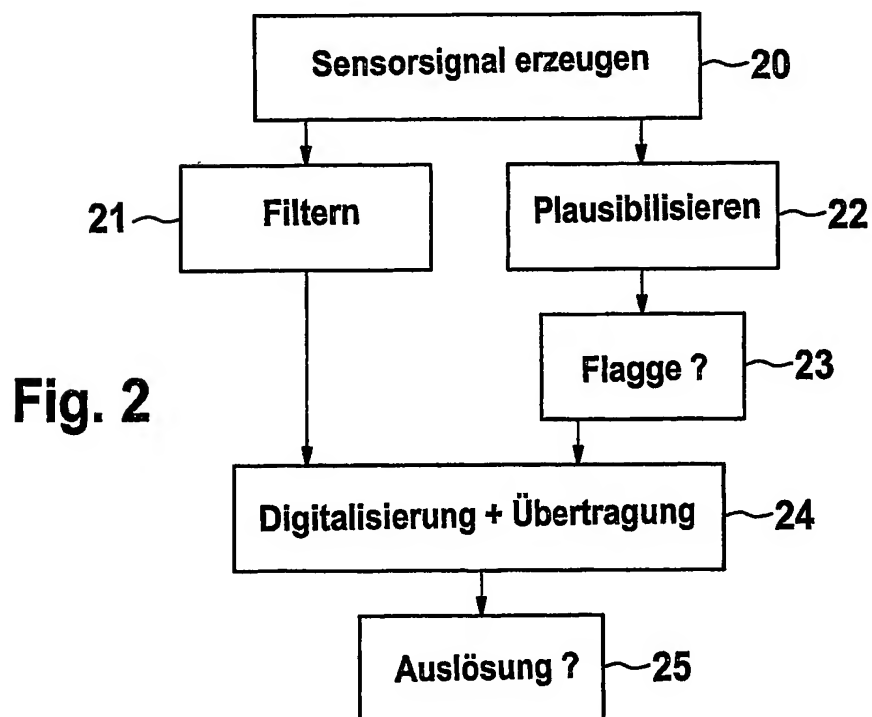 Sensorsignal erzeugen 20
21 Filtern
Plausibilisieren 22
Flagge ? 23
Fig. 2
Digitalisierung + Übertragung 24
Auslösung ? 25